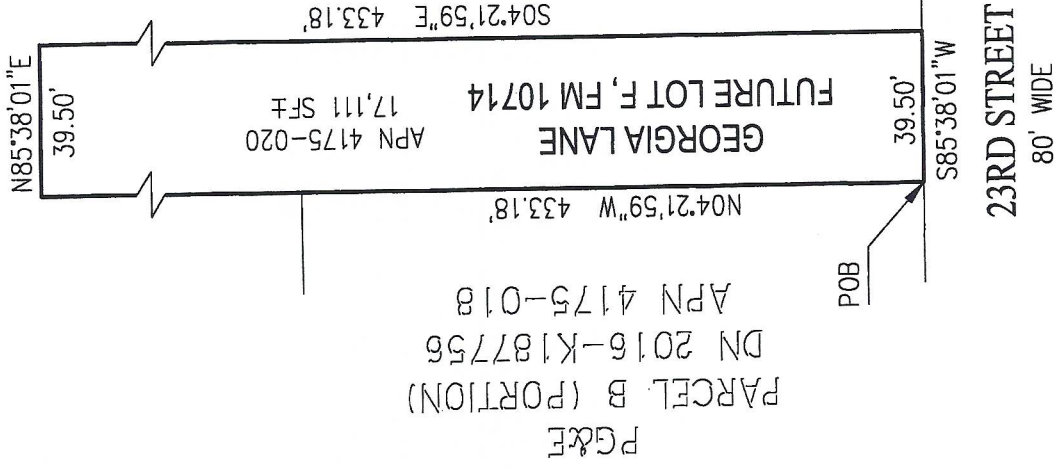 S04°21'59"E 433.18'
N85°38'01"E
39.50'
APN 4175-020
17,111 SF±
GEORGIA LANE
FUTURE LOT F, FM 10714
39.50'
S85°38'01"W
23RD STREET
80' WIDE
N04°21'59"W 433.18'
POB
PG&E
PARCEL B (PORTION)
DN 2016-K187756
APN 4175-018